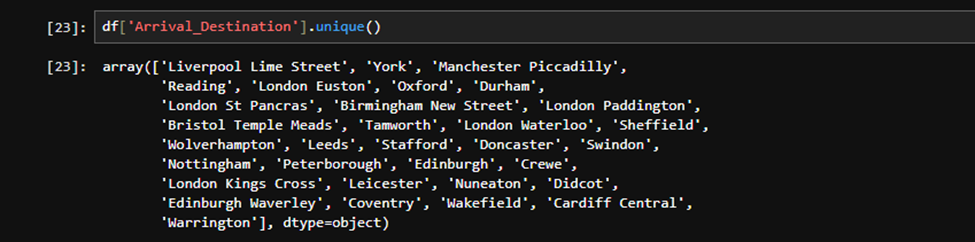 [23]: df['Arrival_Destination'].unique()
[23]: array(['Liverpool Lime Street', 'York', 'Manchester Piccadilly',
'Reading', 'London Euston', 'Oxford', 'Durham',
'London St Pancras', 'Birmingham New Street', 'London Paddington',
'Bristol Temple Meads', 'Tamworth', 'London Waterloo', 'Sheffield',
'Wolverhampton', 'Leeds', 'Stafford', 'Doncaster', 'Swindon',
'Nottingham', 'Peterborough', 'Edinburgh', 'Crewe',
'London Kings Cross', 'Leicester', 'Nuneaton', 'Didcot',
'Edinburgh Waverley', 'Coventry', 'Wakefield', 'Cardiff Central',
'Warrington'], dtype=object)